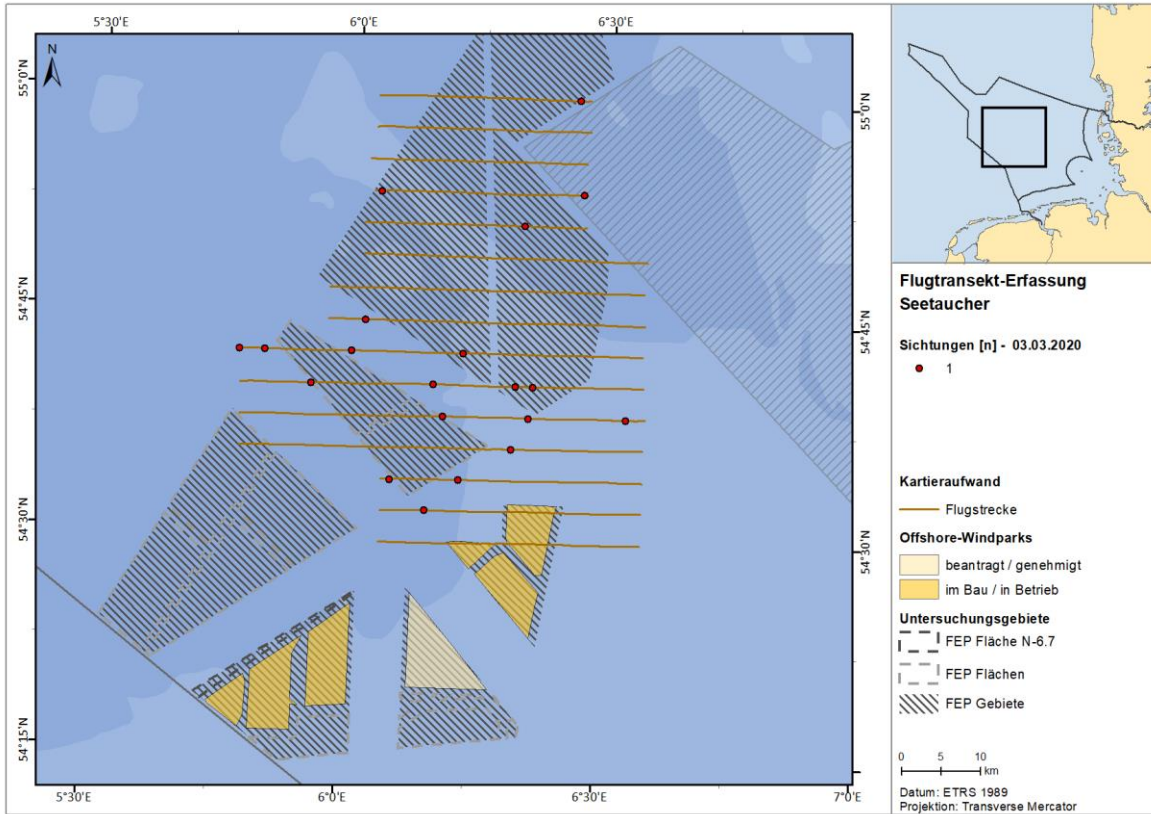 5°30'E
6°0'E
6°30'E
N
55°0'N
54°45'N
54°30'N
54°15'N
55°0'N
54°45'N
54°30'N
5°30'E
6°0'E
6°30'E
7°0'E
Flugtransekt-Erfassung
Seetaucher
Sichtungen [n] - 03.03.2020
1
Kartieraufwand
Flugstrecke
Offshore-Windparks
beantragt / genehmigt
im Bau / in Betrieb
Untersuchungsgebiete
FEP Fläche N-6.7
FEP Flächen
FEP Gebiete
0 5 10
km
Datum: ETRS 1989
Projektion: Transverse Mercator